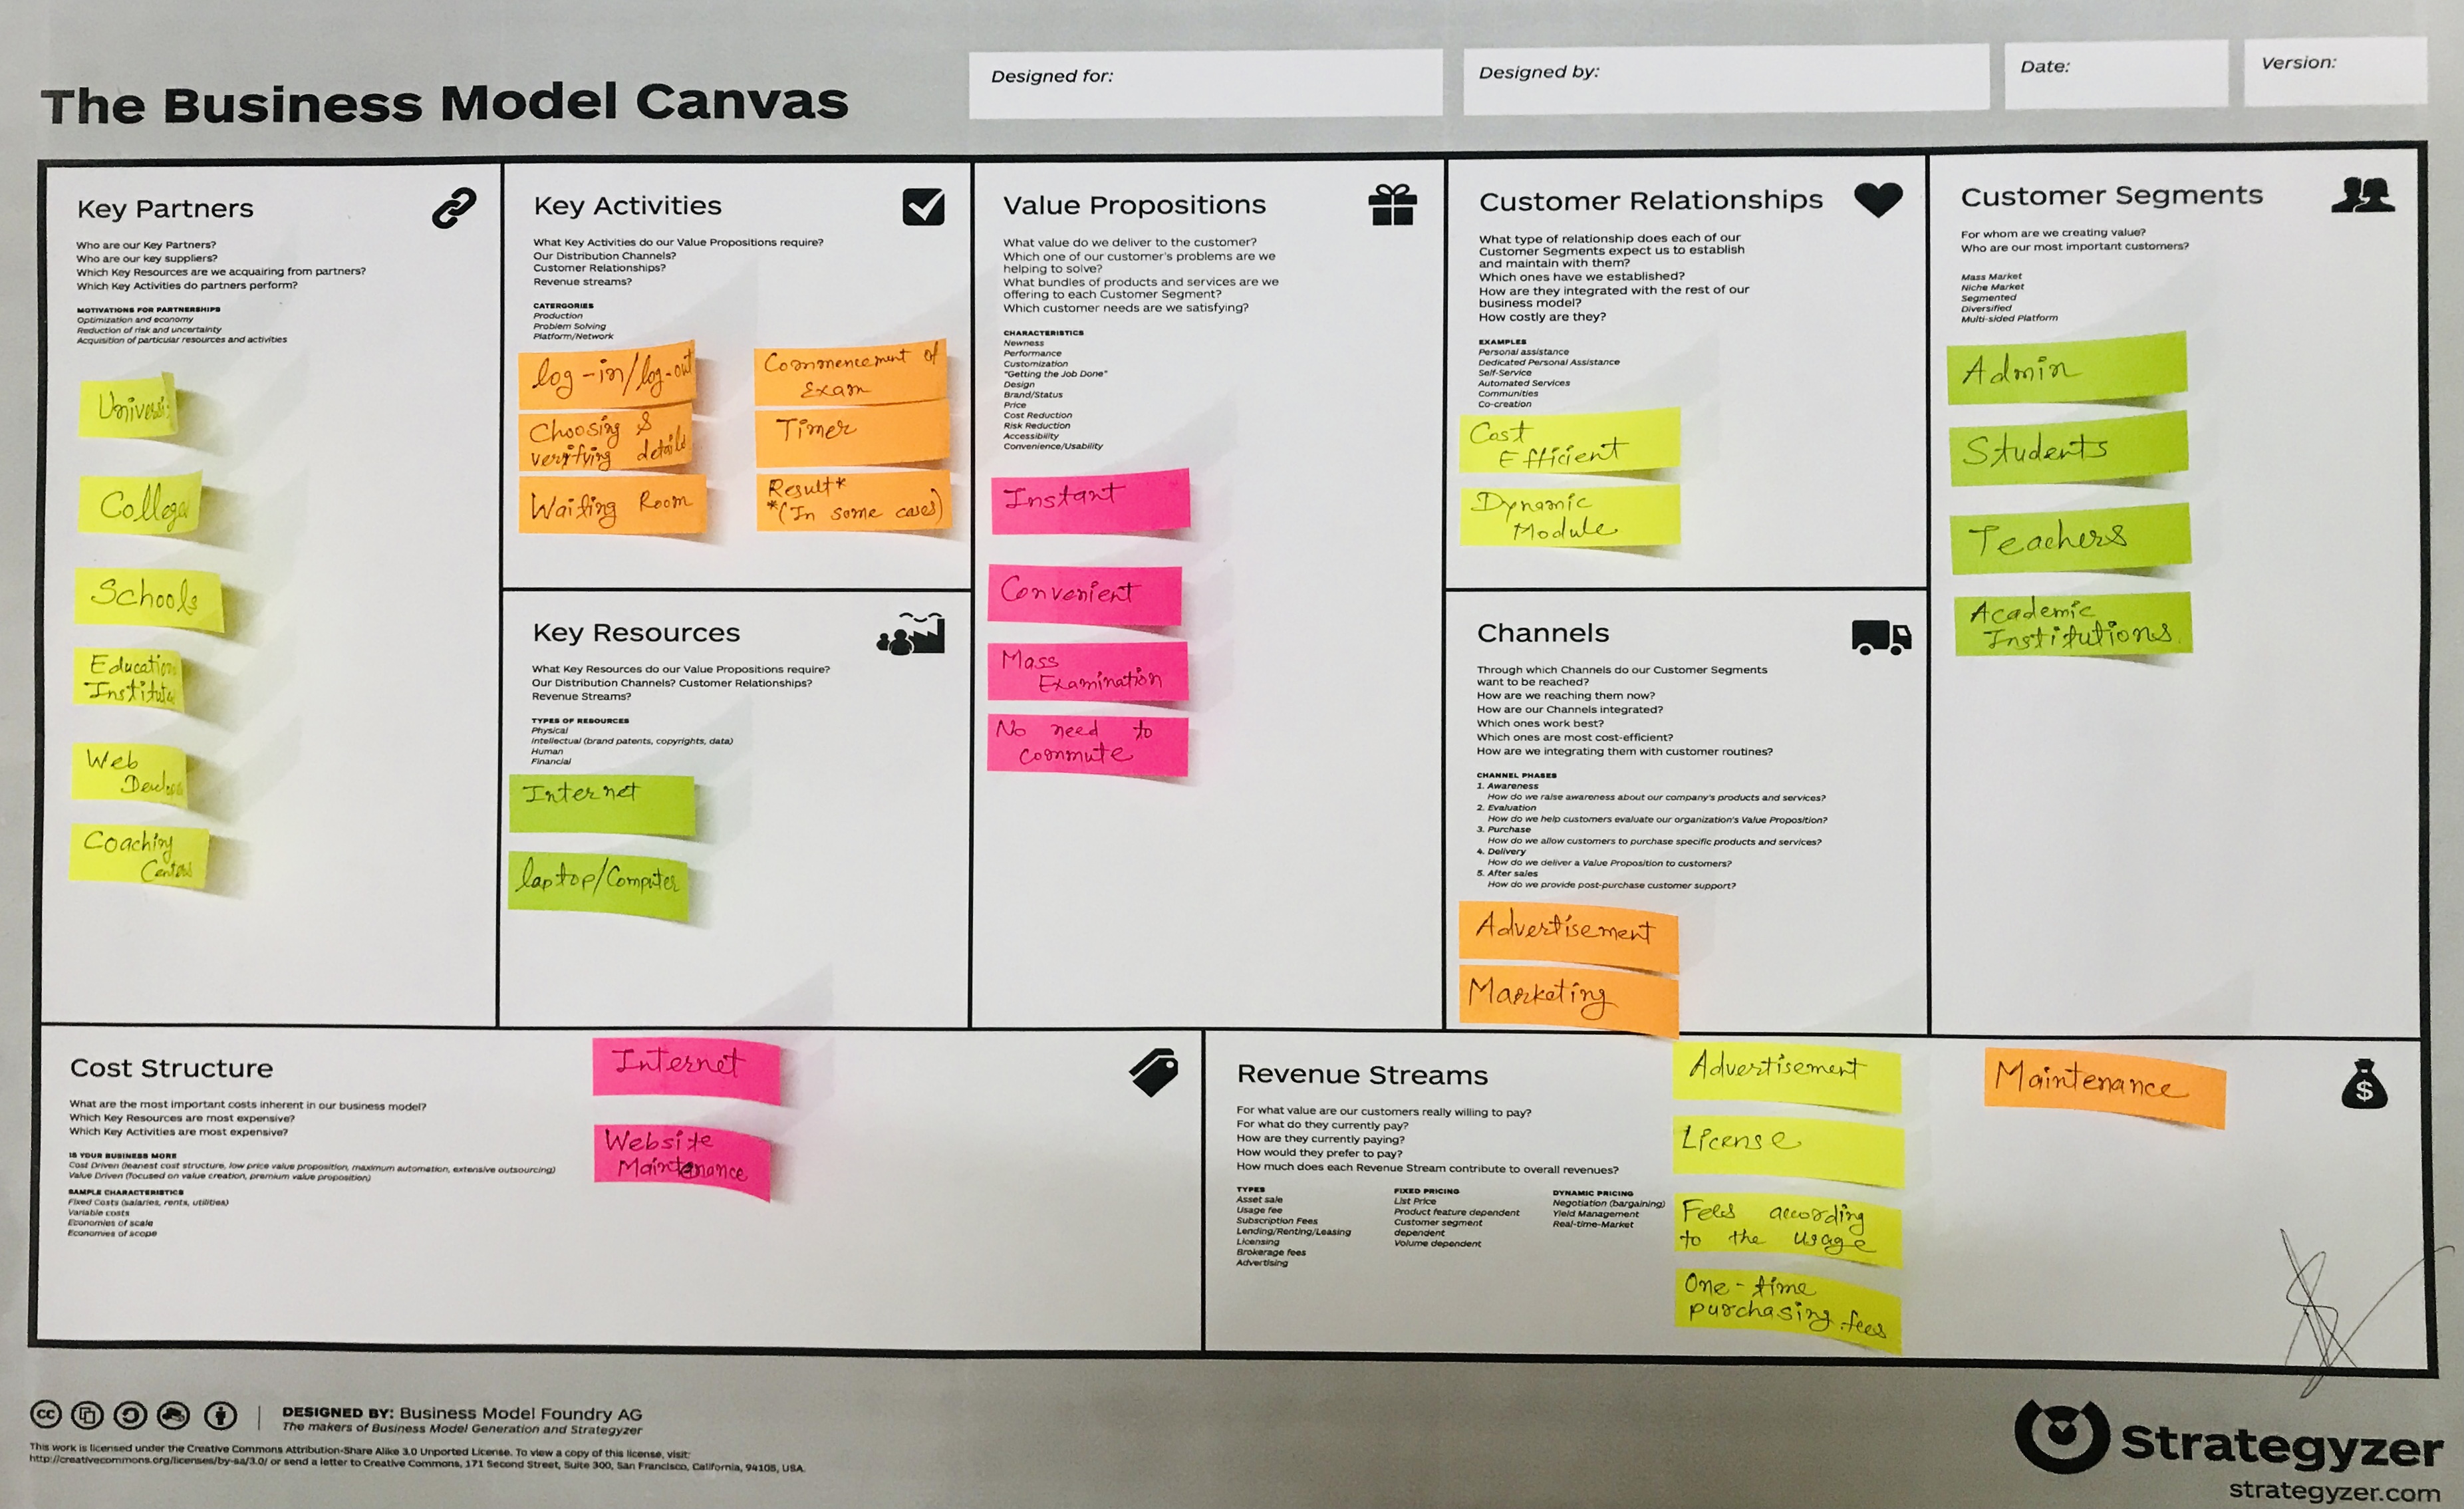 The Business Model Canvas
Designed for:
Designed by:
Date:
Version:
Key Partners
Who are our Key Partners?
Who are our key suppliers?
Which Key Resources are we acquairing from partners?
Which Key Activities do partners perform?
MOTIVATIONS FOR PARTNERSHIPS
Optimization and economy
Reduction of risk and uncertainty
Acquisition of particular resources and activities
College
Schools
Coaching
Web
Key Activities
What Key Activities do our Value Propositions require?
Our Distribution Channels?
Customer Relationships?
Revenue streams?
CATERGORIES
Production
Problem Solving
Platform/Network
log-in/log-out
Choosing &
verifying details
Waiting Room
Commencement of
Exam
Timer
Result*
*(In some cases)
Key Resources
What Key Resources do our Value Propositions require?
Our Distribution Channels? Customer Relationships?
Revenue Streams?
TYPES OF RESOURCES
Physical
Intellectual (brand patents, copyrights, data)
Human
Financial
Internet
laptop/Computer
Value Propositions
What value do we deliver to the customer?
Which one of our customer's problems are we
helping to solve?
What bundles of products and services are we
offering to each Customer Segment?
Which customer needs are we satisfying?
CHARACTERISTICS
Newness
Performance
Customization
"Getting the Job Done"
Design
Brand/Status
Price
Cost Reduction
Risk Reduction
Accessibility
Convenience/Usability
Instant
Convenient
Mass
Examination
No need to
commute
Customer Relationships
What type of relationship does each of our
Customer Segments expect us to establish
and maintain with them?
Which ones have we established?
How are they integrated with the rest of our
business model?
How costly are they?
EXAMPLES
Personal assistance
Dedicated Personal Assistance
Self-Service
Automated Services
Communities
Co-creation
Cost
Efficient
Dynamic
Module
Channels
Through which Channels do our Customer Segments
want to be reached?
How are we reaching them now?
How are our Channels integrated?
Which ones work best?
Which ones are most cost-efficient?
How are we integrating them with customer routines?
CHANNEL PHASES
1. Awareness
How do we raise awareness about our company's products and services?
2. Evaluation
How do we help customers evaluate our organization's Value Proposition?
3. Purchase
How do we allow customers to purchase specific products and services?
4. Delivery
How do we deliver a Value Proposition to customers?
5. After sales
How do we provide post-purchase customer support?
Advertisement
Marketing
Customer Segments
For whom are we creating value?
Who are our most important customers?
Mass Market
Niche Market
Segmented
Diversified
Multi-sided Platform
Admin
Students
Teachers
Academic
Institutions
Cost Structure
What are the most important costs inherent in our business model?
Which Key Resources are most expensive?
Which Key Activities are most expensive?
IS YOUR BUSINESS MORE
Cost Driven (leanest cost structure, low price value proposition, maximum automation, extensive outsourcing)
Value Driven (focused on value creation, premium value proposition)
SAMPLE CHARACTERISTICS
Fixed Costs (salaries, rents, utilities)
Variable costs
Economies of scale
Economies of scope
Internet
Website
Maintenance
Revenue Streams
For what value are our customers really willing to pay?
For what do they currently pay?
How are they currently paying?
How would they prefer to pay?
How much does each Revenue Stream contribute to overall revenues?
TYPES
Asset sale
Usage fee
Subscription Fees
Lending/Renting/Leasing
Licensing
Brokerage fees
Advertising
FIXED PRICING
List Price
Product feature dependent
Customer segment
dependent
Volume dependent
DYNAMIC PRICING
Negotiation (bargaining)
Yield Management
Real-time-Market
Advertisement
License
Fees according
to the usage
One-time
purchasing fees
Maintenance
cc
DESIGNED BY: Business Model Foundry AG
The makers of Business Model Generation and Strategyzer
This work is licensed under the Creative Commons Attribution-Share Alike 3.0 Unported License. To view a copy of this license, visit:
http://creativecommons.org/licenses/by-sa/3.0/ or send a letter to Creative Commons, 171 Second Street, Suite 300, San Francisco, California, 94105, USA.
Strategyzer
strategyzer.com